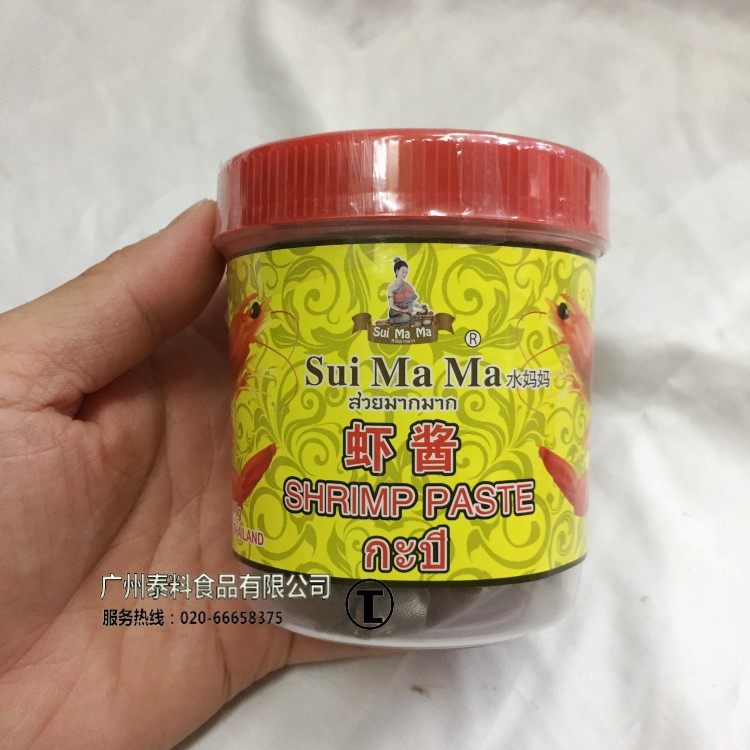 Sui Ma Ma
®
Sui Ma Ma 水妈妈
สวยมากมาก
虾酱
SHRIMP PASTE
กะปิ
广州泰料食品有限公司
服务热线：020-66658375